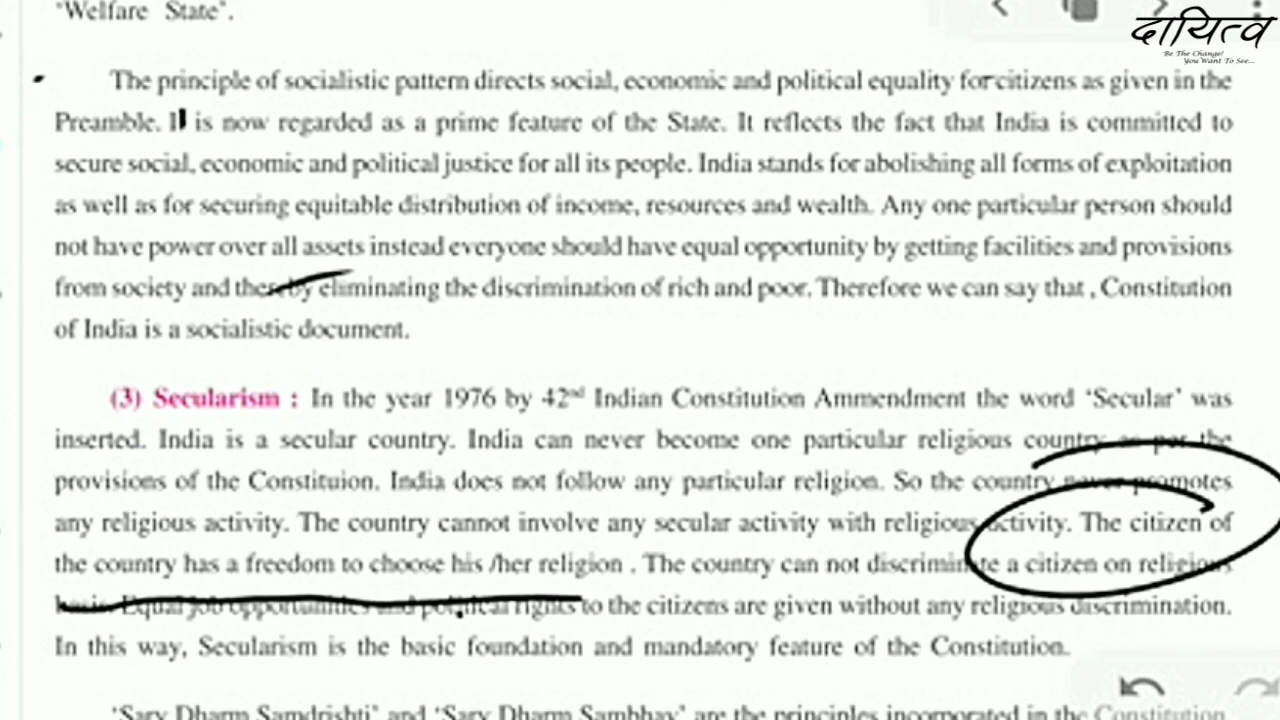 'Welfare State'.
दायित्व
Be The Change!
You Want To See...
The principle of socialistic pattern directs social, economic and political equality for citizens as given in the
Preamble. It is now regarded as a prime feature of the State. It reflects the fact that India is committed to
secure social, economic and political justice for all its people. India stands for abolishing all forms of exploitation
as well as for securing equitable distribution of income, resources and wealth. Any one particular person should
not have power over all assets instead everyone should have equal opportunity by getting facilities and provisions
from society and thereby eliminating the discrimination of rich and poor. Therefore we can say that , Constitution
of India is a socialistic document.
(3) Secularism : In the year 1976 by 42nd Indian Constitution Ammendment the word 'Secular' was
inserted. India is a secular country. India can never become one particular religious country as per the
provisions of the Constituion. India does not follow any particular religion. So the country never promotes
any religious activity. The country cannot involve any secular activity with religious activity. The citizen of
the country has a freedom to choose his /her religion . The country can not discriminate a citizen on religious
basis. Equal job opportunities and political rights to the citizens are given without any religious discrimination.
In this way, Secularism is the basic foundation and mandatory feature of the Constitution.
'Sarv Dharm Samdrishti' and 'Sarv Dharm Sambhav' are the principles incorporated in the Constitution